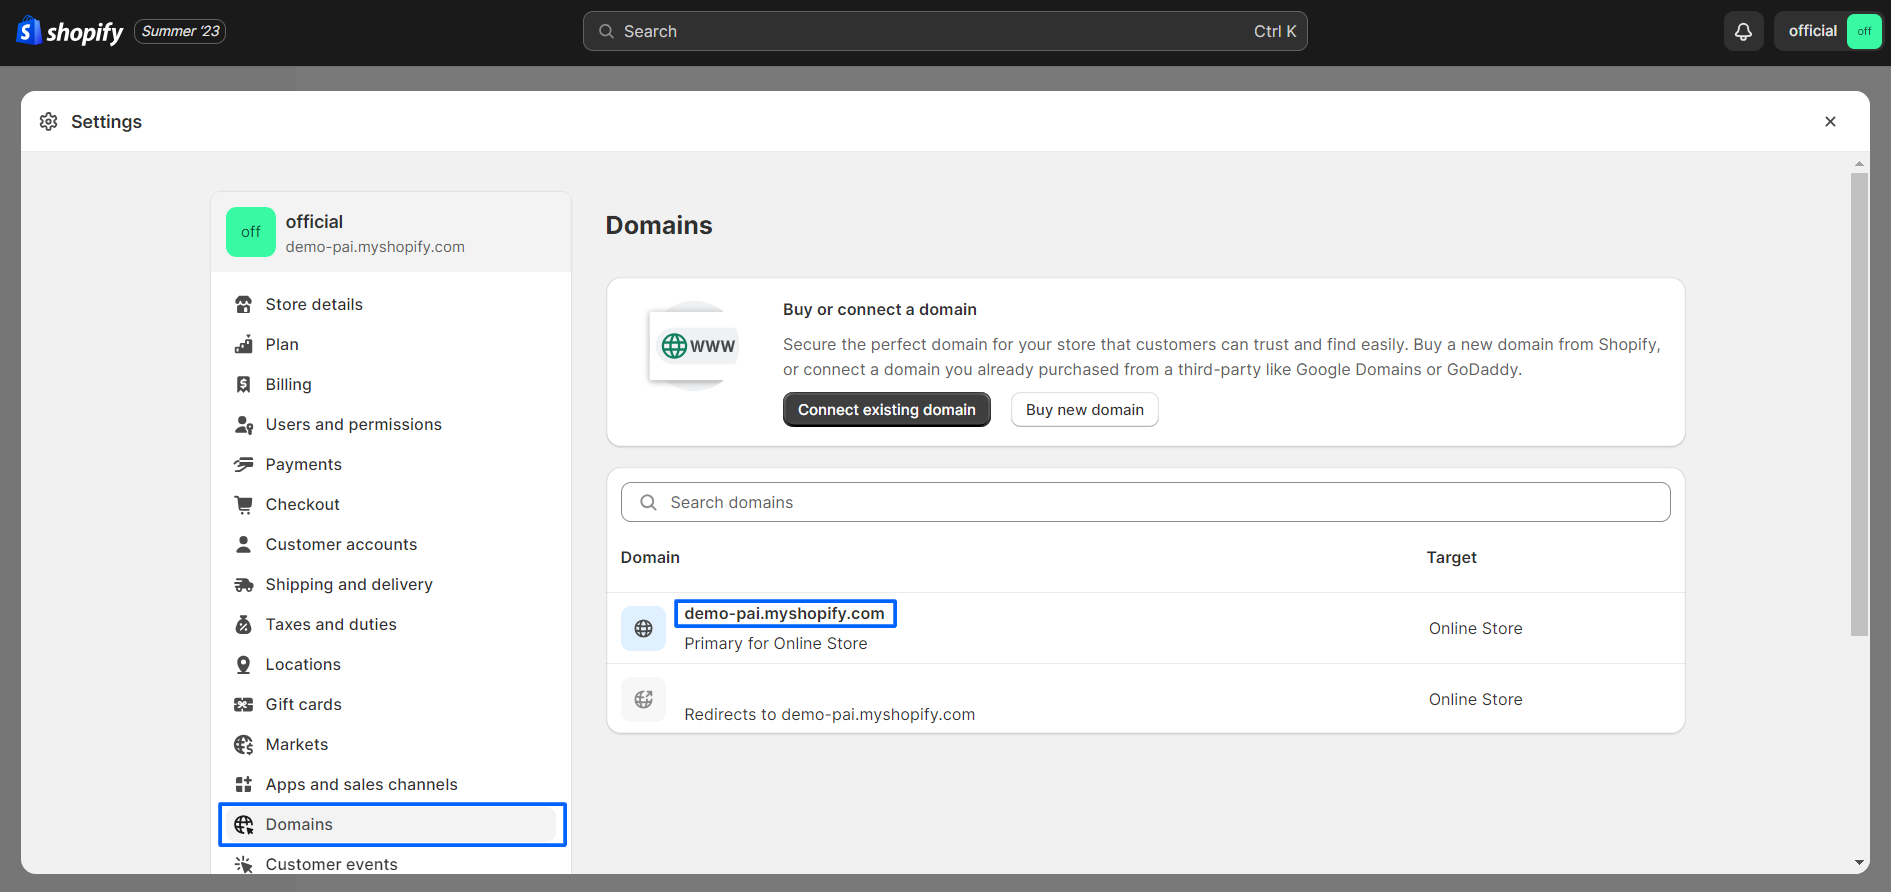 shopify Summer '23
Search Ctrl K
official off
Settings
off official
demo-pai.myshopify.com
Store details
Plan
Billing
Users and permissions
Payments
Checkout
Customer accounts
Shipping and delivery
Taxes and duties
Locations
Gift cards
Markets
Apps and sales channels
Domains
Customer events
Domains
www
Buy or connect a domain
Secure the perfect domain for your store that customers can trust and find easily. Buy a new domain from Shopify,
or connect a domain you already purchased from a third-party like Google Domains or GoDaddy.
Connect existing domain Buy new domain
Search domains
Domain Target
demo-pai.myshopify.com
Primary for Online Store Online Store
Redirects to demo-pai.myshopify.com Online Store